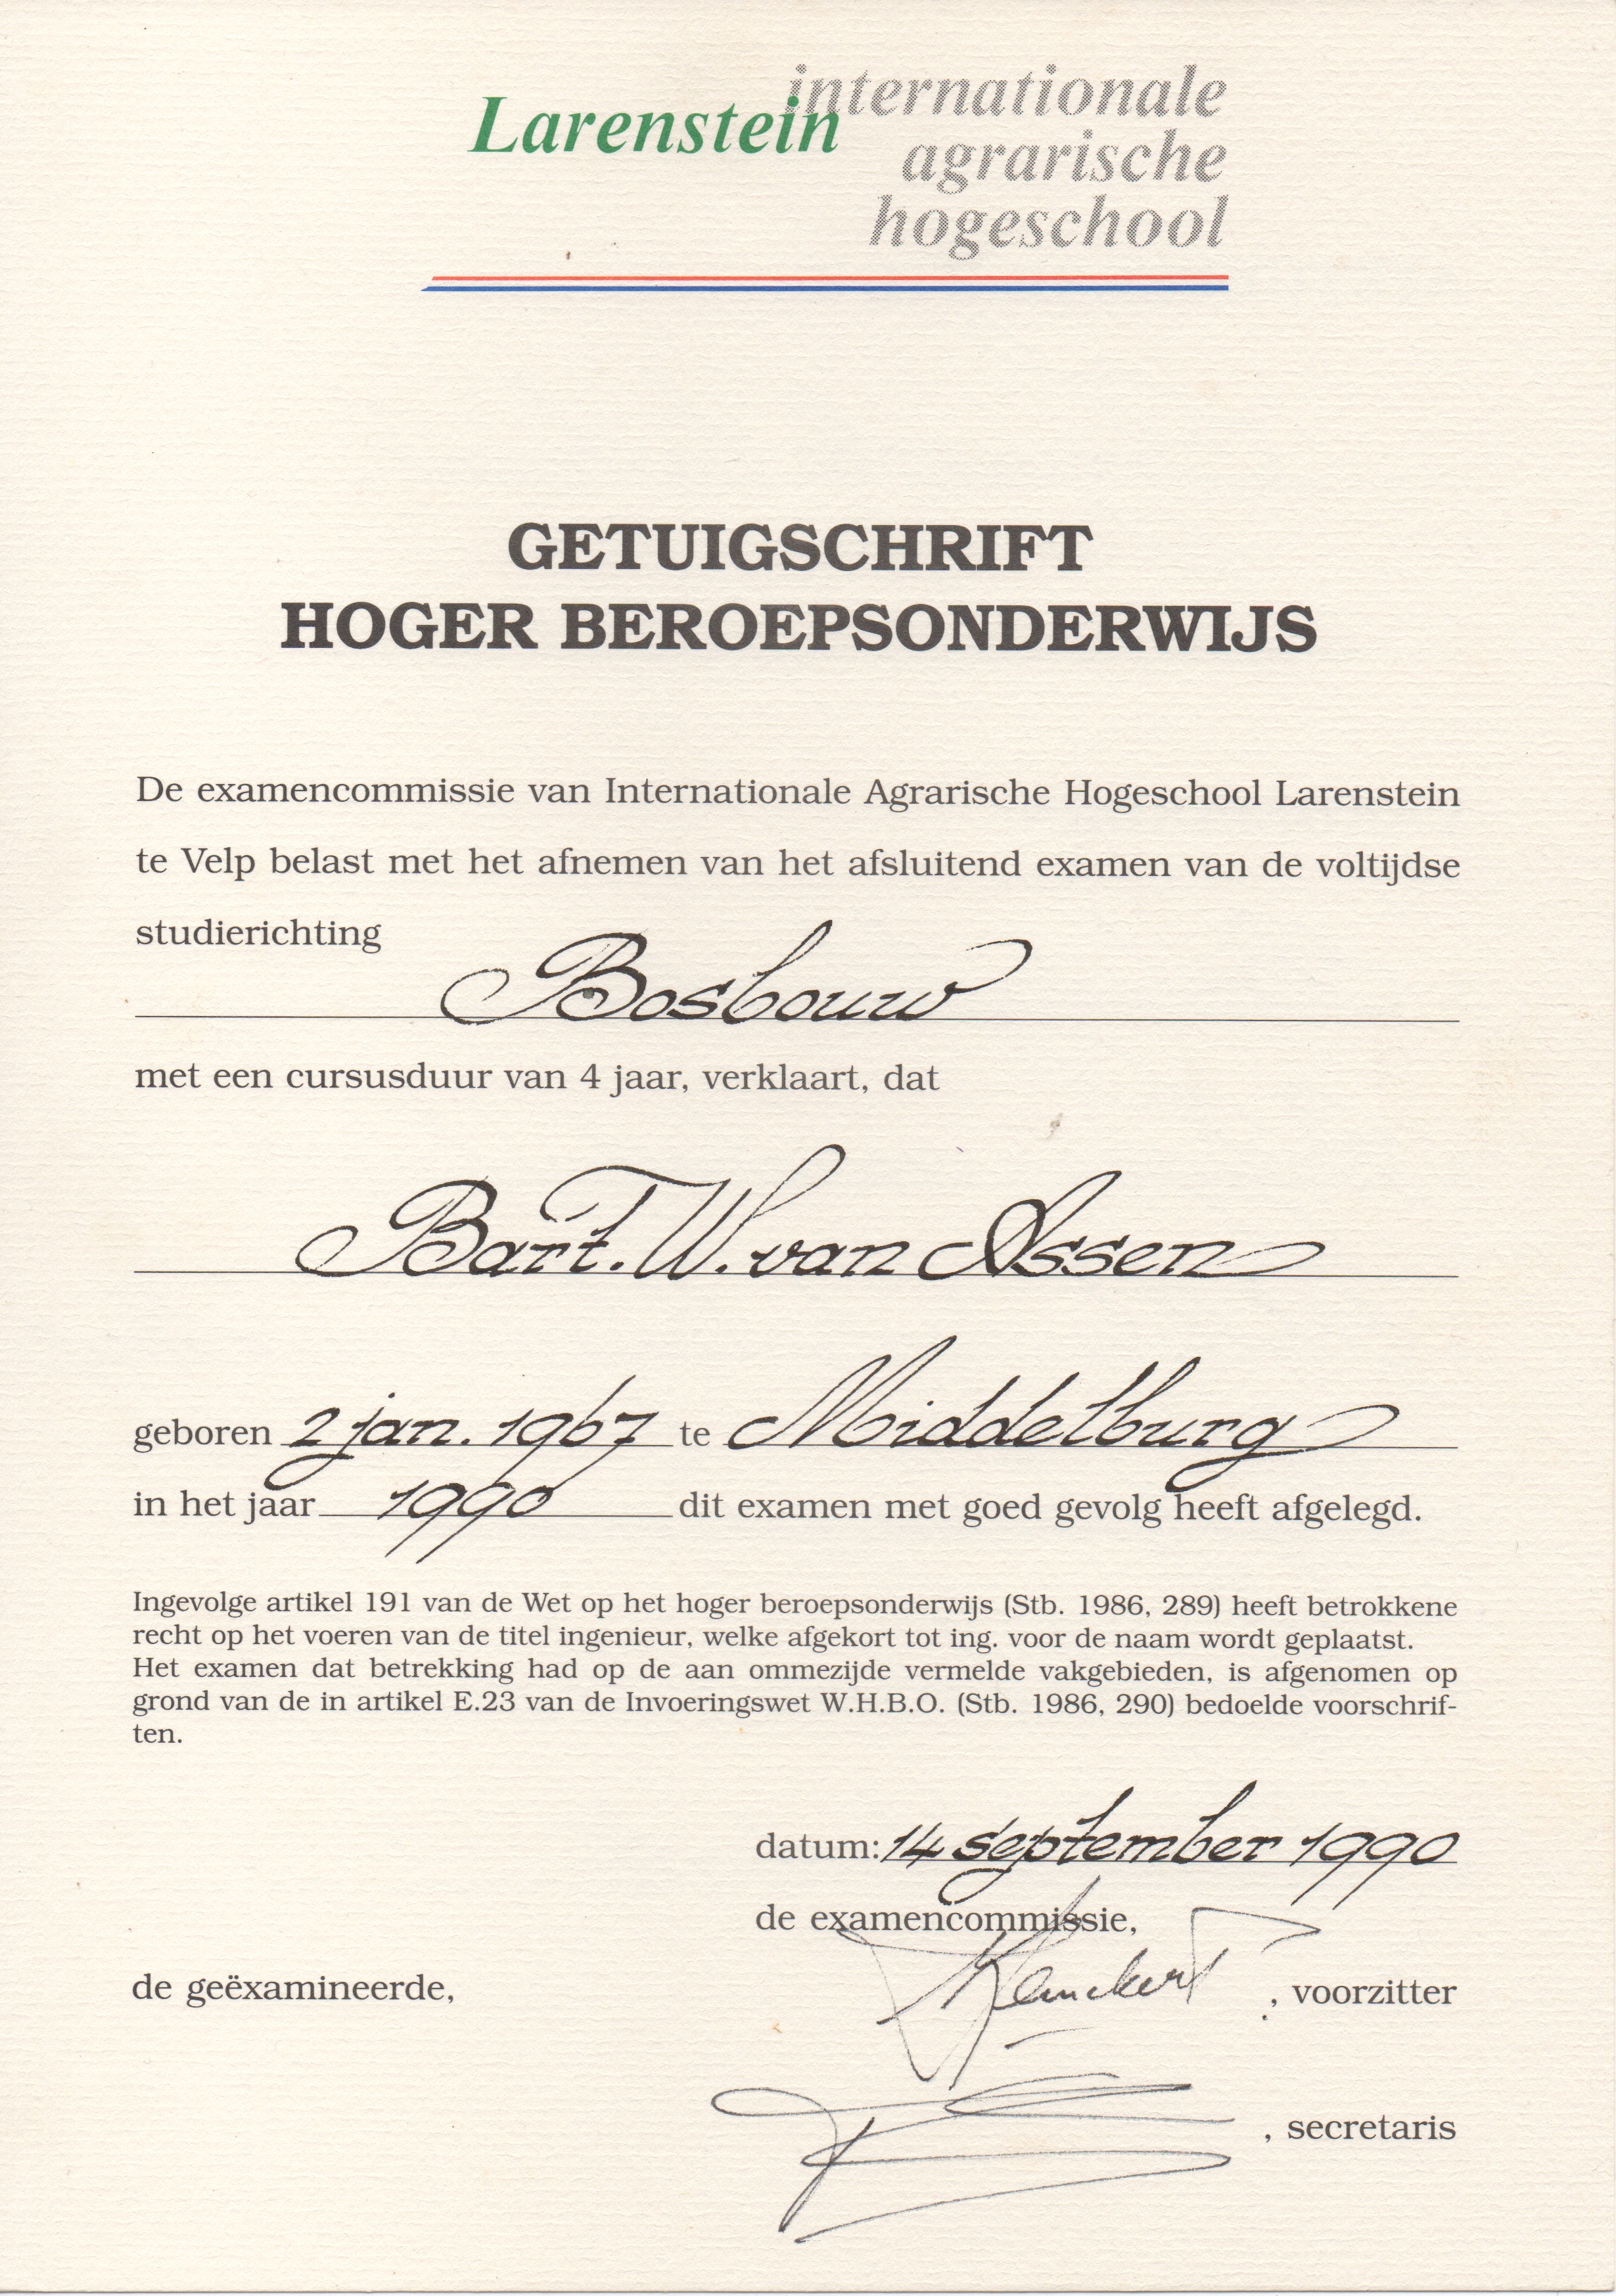 Larenstein internationale
agrarische
hogeschool
GETUIGSCHRIFT
HOGER BEROEPSONDERWIJS
De examencommissie van Internationale Agrarische Hogeschool Larenstein
te Velp belast met het afnemen van het afsluitend examen van de voltijdse
studierichting
Bosbouw
met een cursusduur van 4 jaar, verklaart, dat
Bart. W. van Assen
geboren 2 jan. 1967 te Middelburg
in het jaar 1990 dit examen met goed gevolg heeft afgelegd.
Ingevolge artikel 191 van de Wet op het hoger beroepsonderwijs (Stb. 1986, 289) heeft betrokkene
recht op het voeren van de titel ingenieur, welke afgekort tot ing. voor de naam wordt geplaatst.
Het examen dat betrekking had op de aan ommezijde vermelde vakgebieden, is afgenomen op
grond van de in artikel E.23 van de Invoeringswet W.H.B.O. (Stb. 1986, 290) bedoelde voorschrif-
ten.
datum: 14 september 1990
de examencommissie,
de geëxamineerde,
, voorzitter
, secretaris